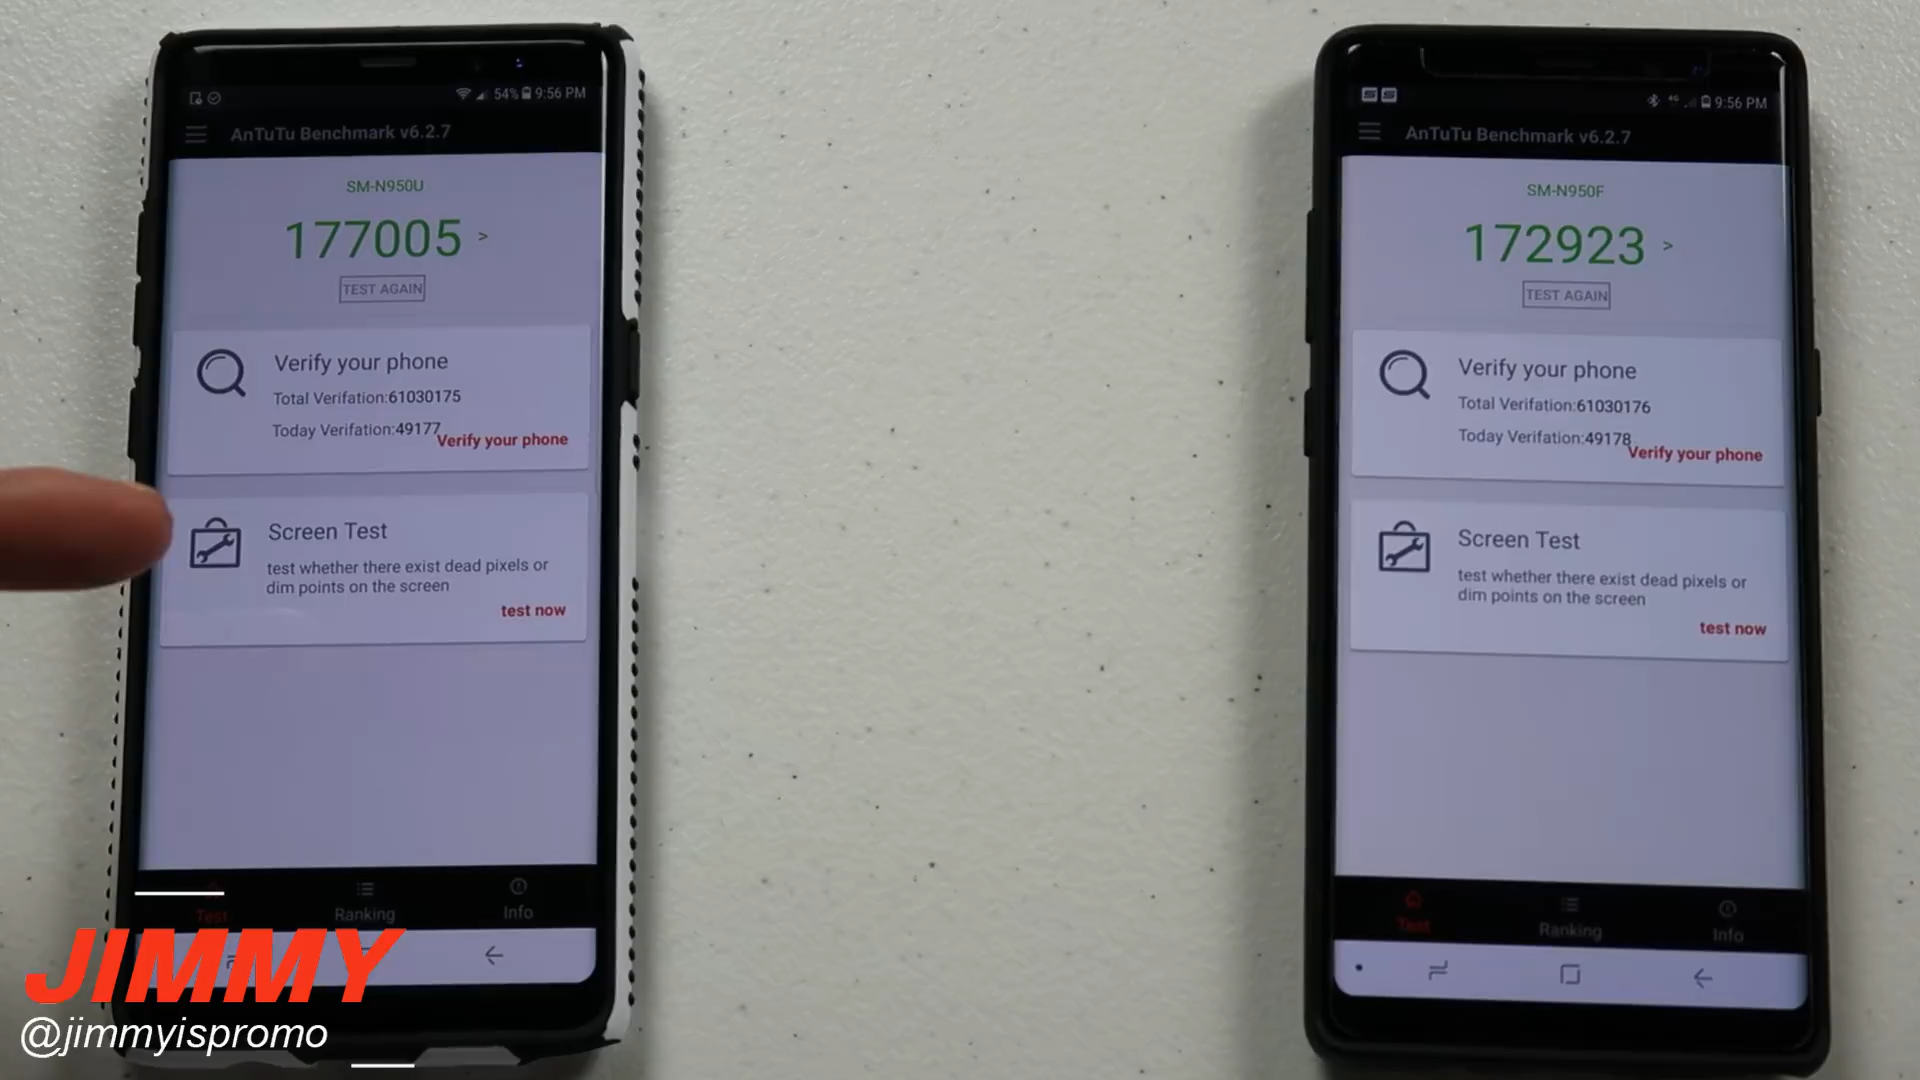 54% 9:56 PM
AnTuTu Benchmark v6.2.7
SM-N950U
177005 >
TEST AGAIN
Verify your phone
Total Verifation:61030175
Today Verifation:49177
Verify your phone
Screen Test
test whether there exist dead pixels or
dim points on the screen
test now
Test
Ranking
Info
4G 9:56 PM
AnTuTu Benchmark v6.2.7
SM-N950F
172923 >
TEST AGAIN
Verify your phone
Total Verifation:61030176
Today Verifation:49178
Verify your phone
Screen Test
test whether there exist dead pixels or
dim points on the screen
test now
Test
Ranking
Info
JIMMY
@jimmyispromo